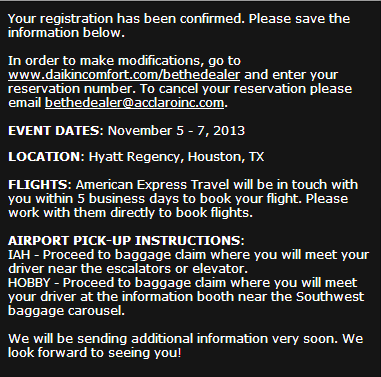 Your registration has been confirmed. Please save the
information below.
In order to make modifications, go to
www.daikincomfort.com/bethedealer and enter your
reservation number. To cancel your reservation please
email bethedealer@acclaroinc.com.
EVENT DATES: November 5 - 7, 2013
LOCATION: Hyatt Regency, Houston, TX
FLIGHTS: American Express Travel will be in touch with
you within 5 business days to book your flight. Please
work with them directly to book flights.
AIRPORT PICK-UP INSTRUCTIONS:
IAH - Proceed to baggage claim where you will meet your
driver near the escalators or elevator.
HOBBY - Proceed to baggage claim where you will meet
your driver at the information booth near the Southwest
baggage carousel.
We will be sending additional information very soon. We
look forward to seeing you!